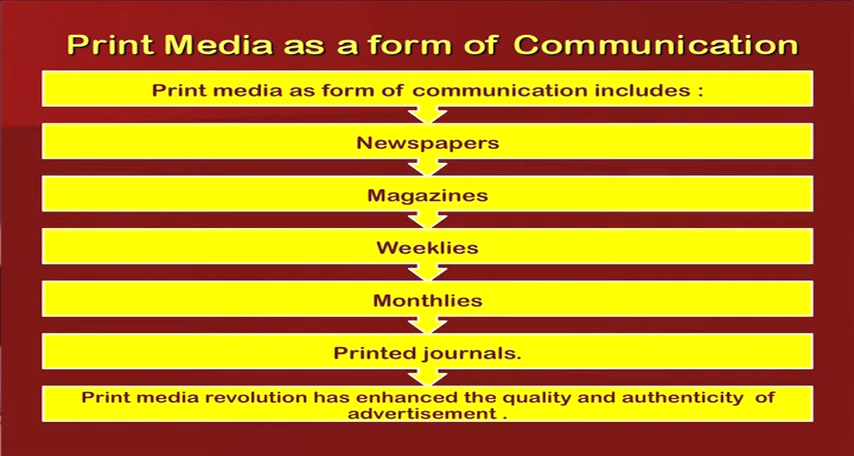 Print Media as a form of Communication
Print media as form of communication includes :
Newspapers
Magazines
Weeklies
Monthlies
Printed journals.
Print media revolution has enhanced the quality and authenticity of
advertisement .